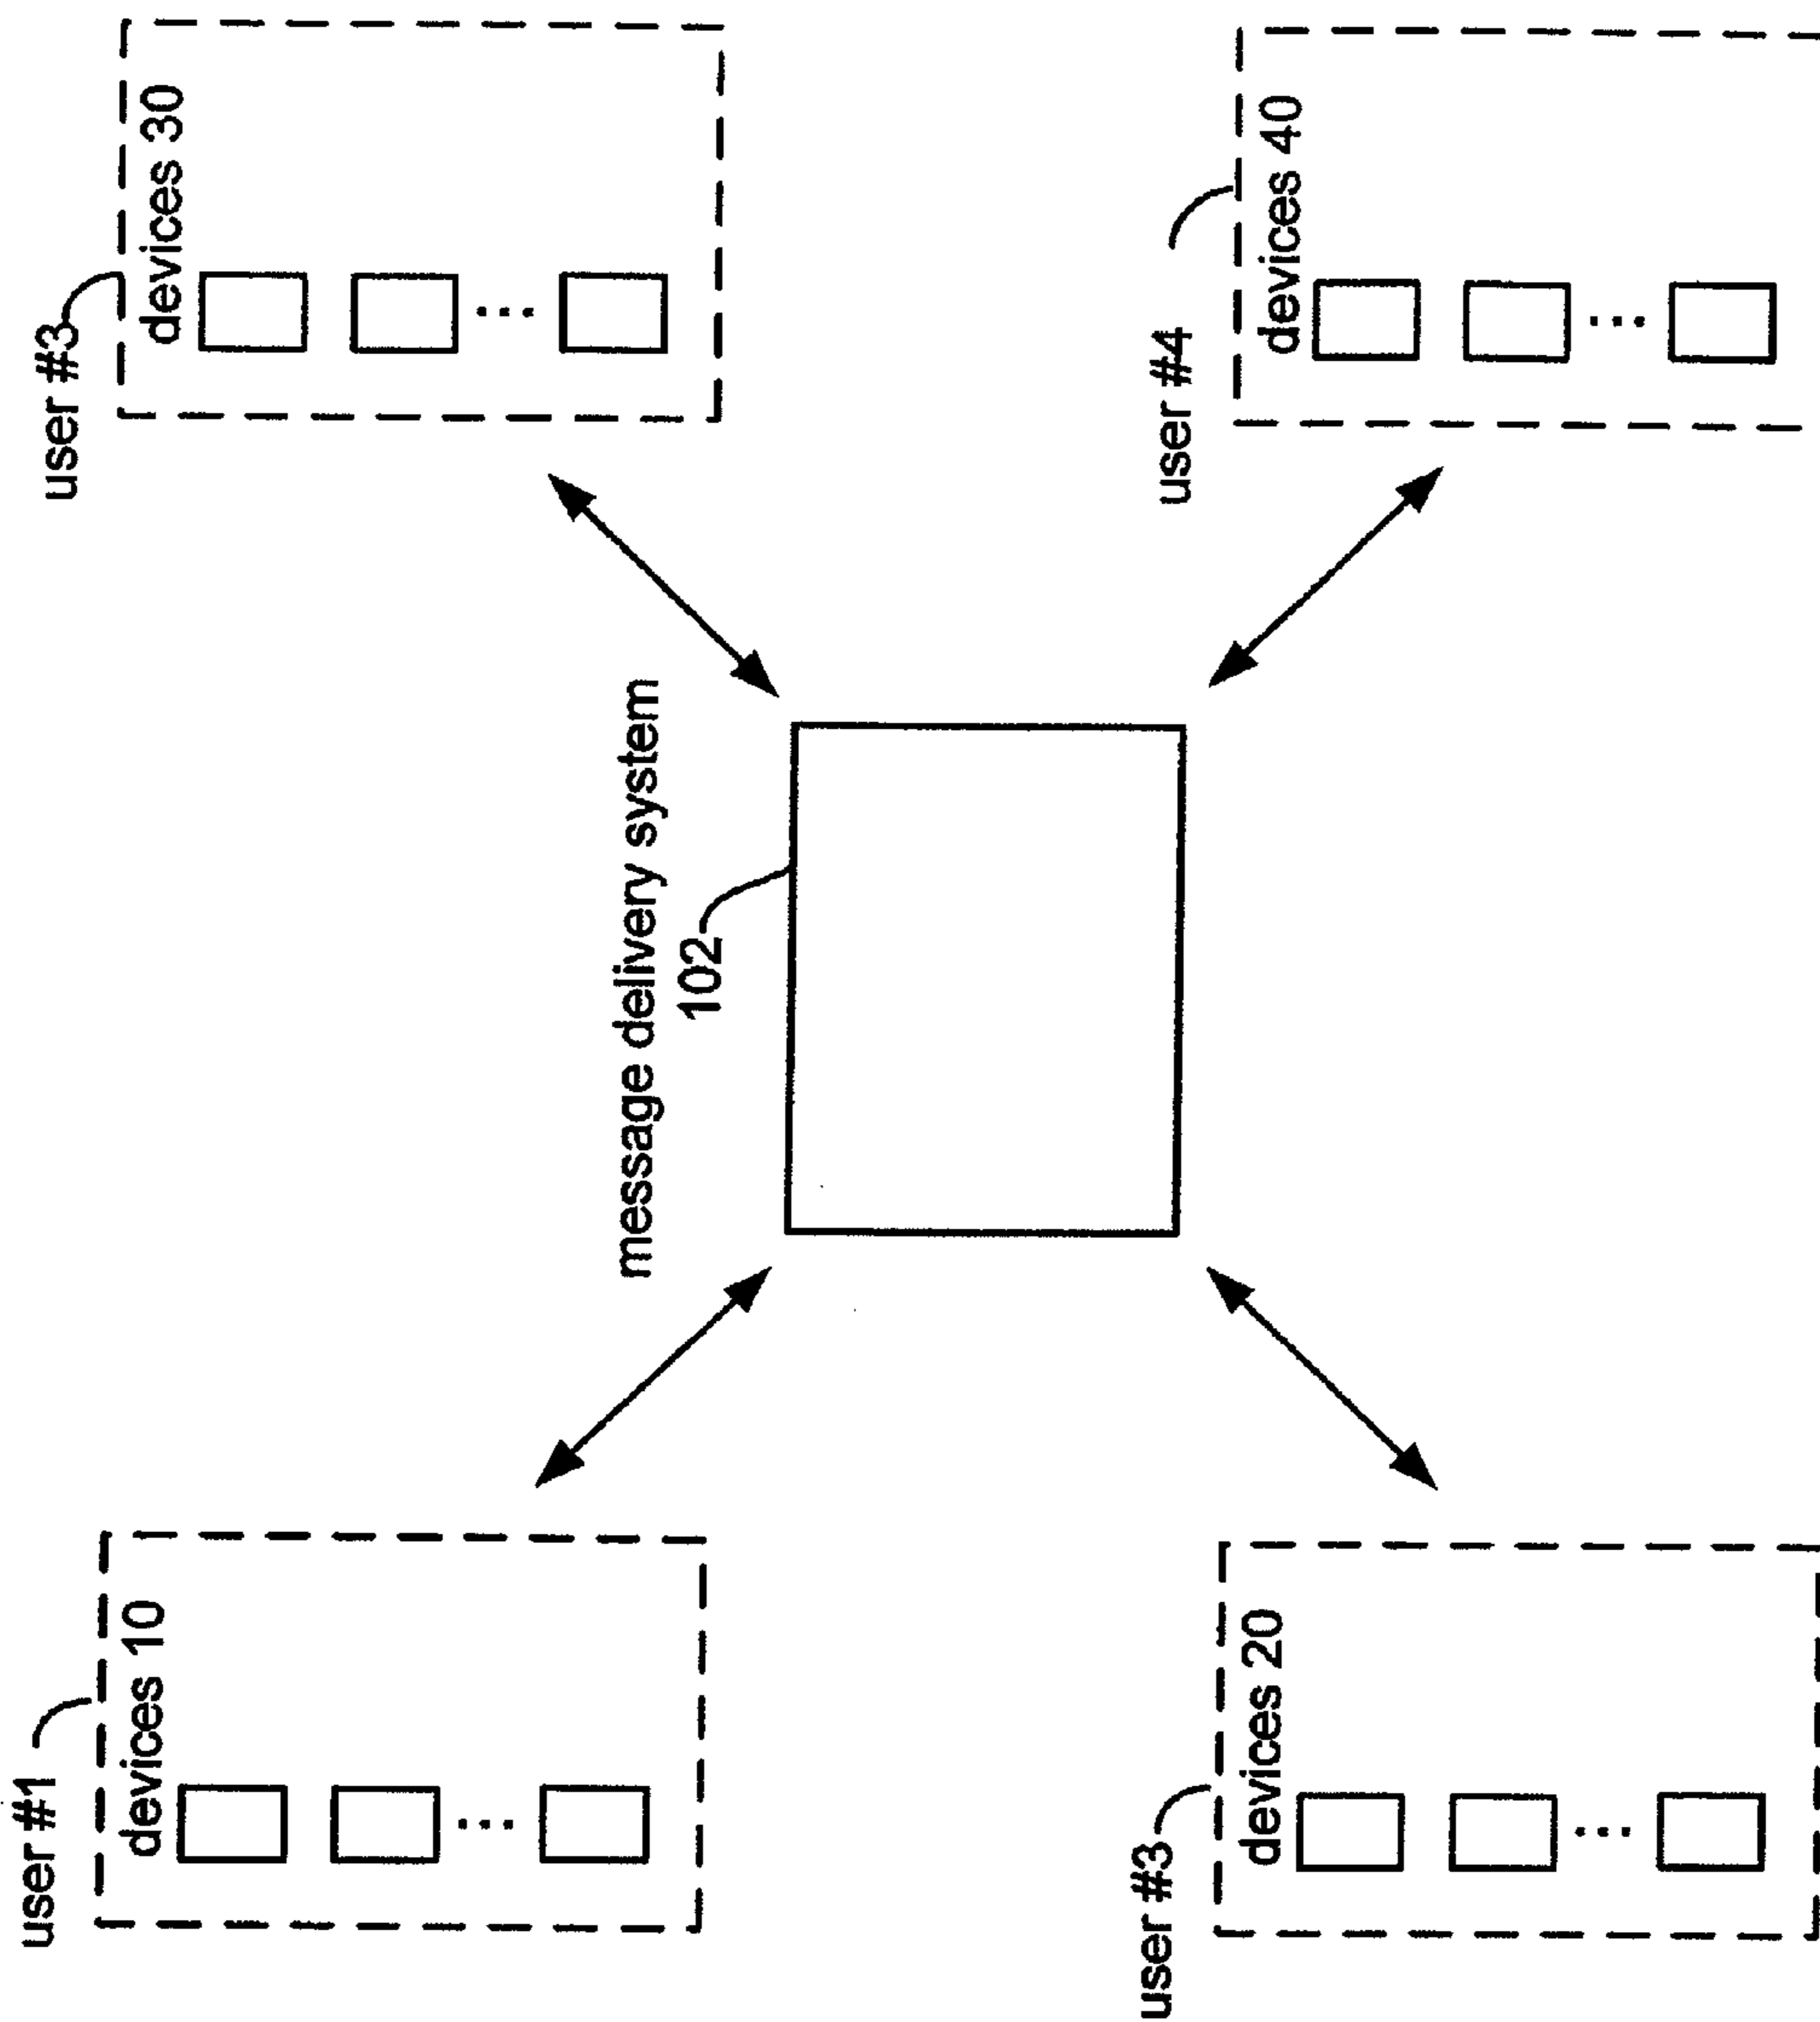 user #1
devices 10
...
user #3
devices 30
...
message delivery system
102
user #3
devices 20
...
user #4
devices 40
...